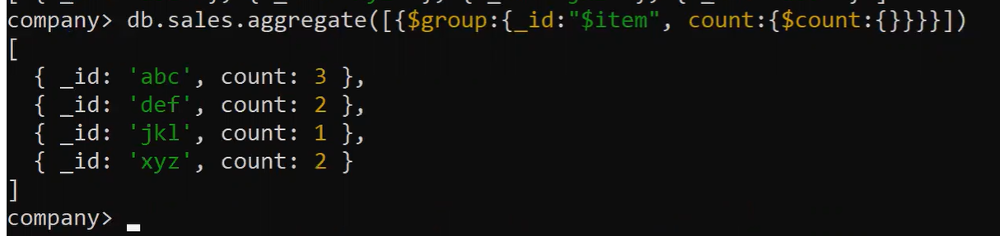 company> db.sales.aggregate([{$group:{_id:"$item", count:{$count:{}}}}])
[
  { _id: 'abc', count: 3 },
  { _id: 'def', count: 2 },
  { _id: 'jkl', count: 1 },
  { _id: 'xyz', count: 2 }
]
company>